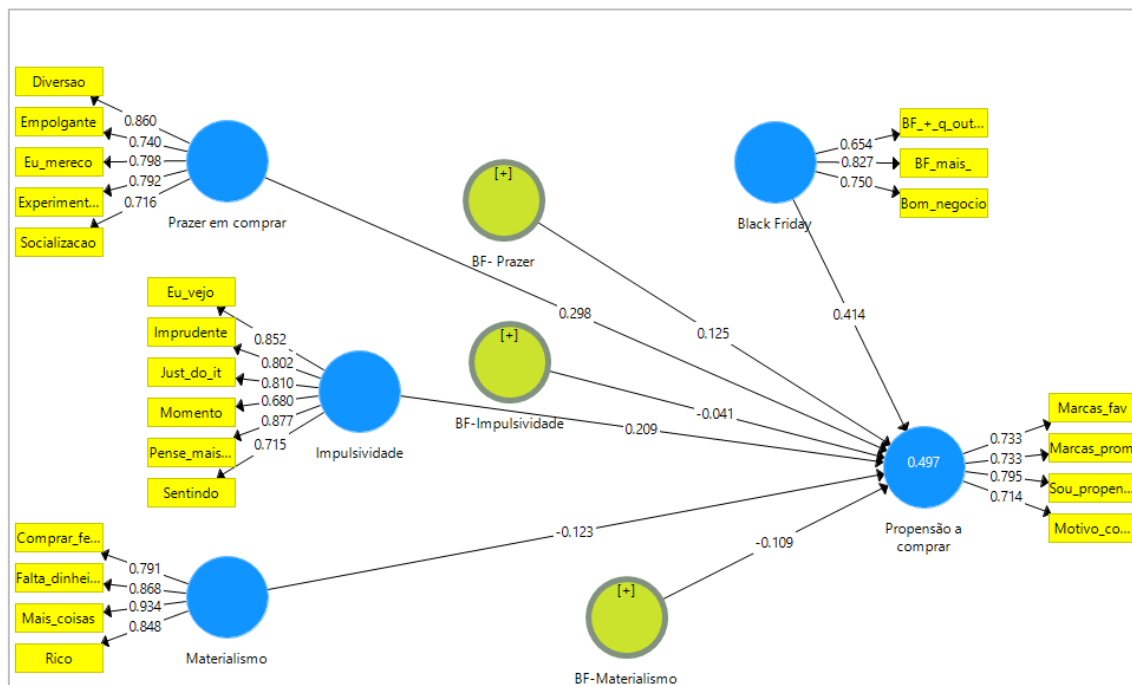 Diversao
Empolgante
Eu_mereco
Experiment...
Socializacao
0.860
0.740
0.798
0.792
0.716
Prazer em comprar
[+]
BF- Prazer
BF_+_q_out...
BF_mais_
Bom_negocio
0.654
0.827
0.750
Black Friday
0.298
0.125
0.414
Eu_vejo
Imprudente
Just_do_it
Momento
Pense_mais...
Sentindo
0.852
0.802
0.810
0.680
0.877
0.715
Impulsividade
[+]
BF-Impulsividade
-0.041
0.209
0.497
Propensão a
comprar
Marcas_fav
Marcas_prom
Sou_propen...
Motivo_co...
0.733
0.733
0.795
0.714
Comprar_fe...
Falta_dinhei...
Mais_coisas
Rico
0.791
0.868
0.934
0.848
Materialismo
-0.123
-0.109
[+]
BF-Materialismo